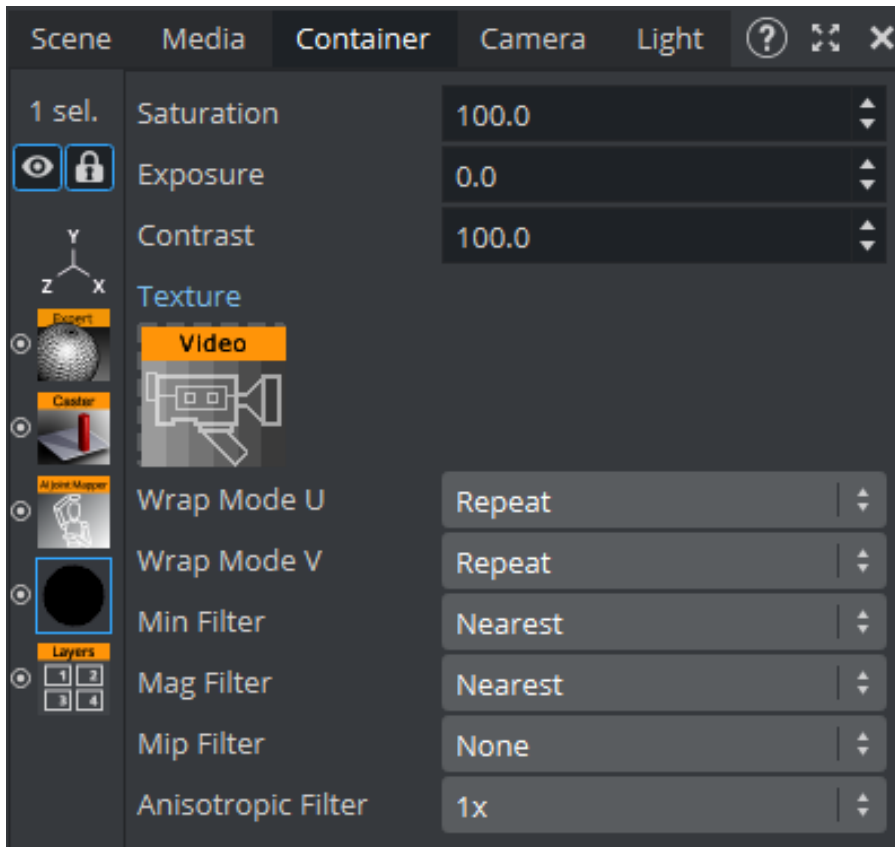 Scene Media Container Camera Light ?
1 sel.
Saturation 100.0
Exposure 0.0
Contrast 100.0
Y
Z X
Texture
Expert
Video
Caster
AI Joint Mapper
Wrap Mode U Repeat
Wrap Mode V Repeat
Min Filter Nearest
Layers
1 2
3 4
Mag Filter Nearest
Mip Filter None
Anisotropic Filter 1x